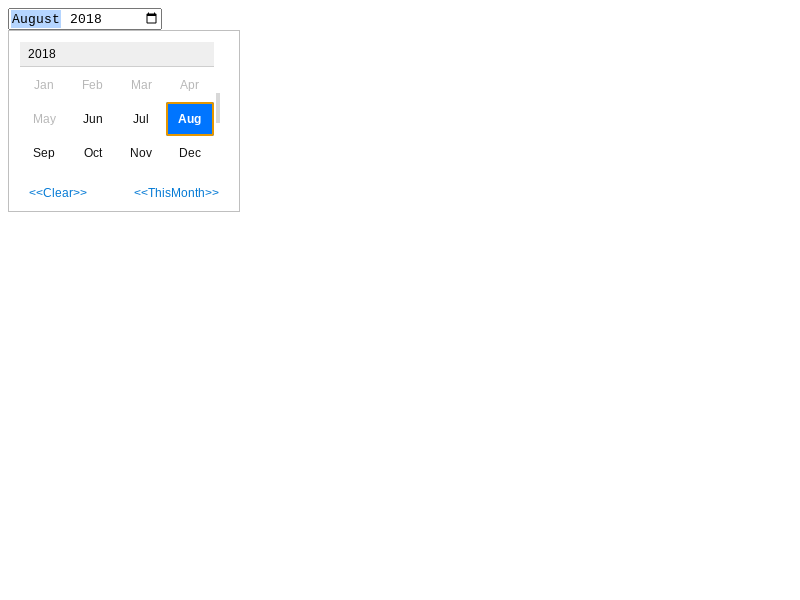 August 2018
2018
Jan Feb Mar Apr
May Jun Jul Aug
Sep Oct Nov Dec
<<Clear>> <<ThisMonth>>